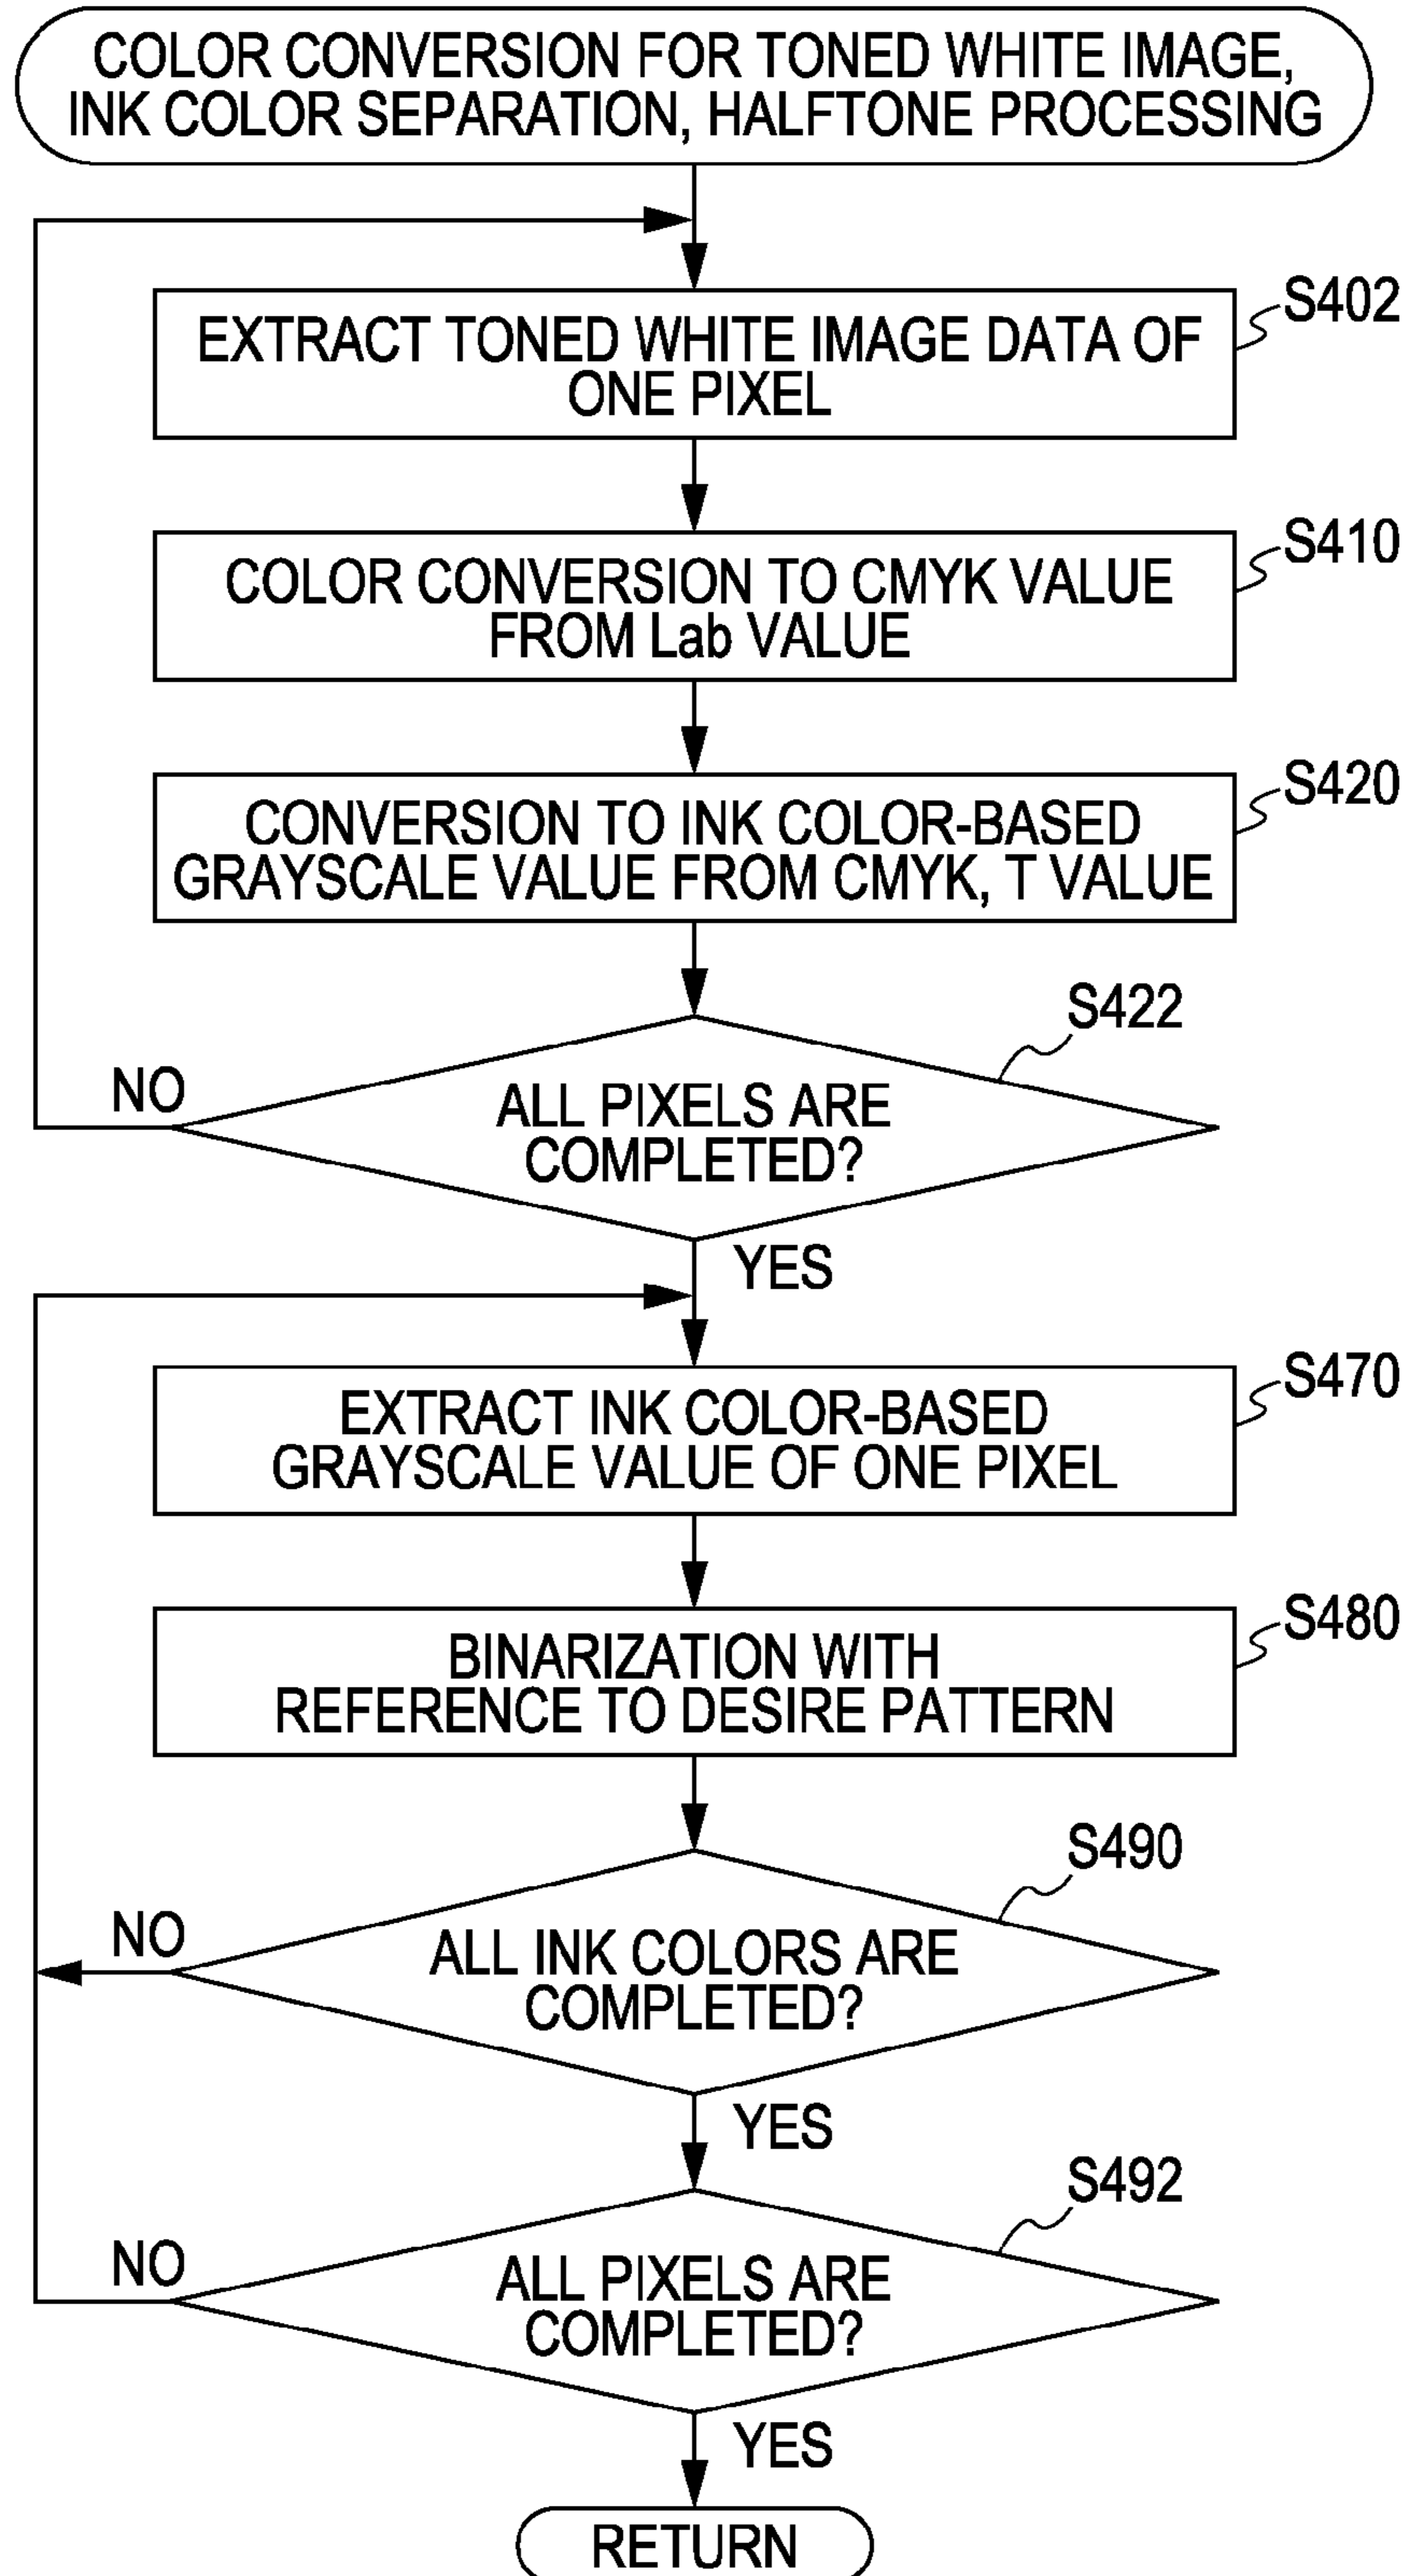 COLOR CONVERSION FOR TONED WHITE IMAGE,
INK COLOR SEPARATION, HALFTONE PROCESSING
S402
EXTRACT TONED WHITE IMAGE DATA OF
ONE PIXEL
S410
COLOR CONVERSION TO CMYK VALUE
FROM Lab VALUE
S420
CONVERSION TO INK COLOR-BASED
GRAYSCALE VALUE FROM CMYK, T VALUE
S422
NO
ALL PIXELS ARE
COMPLETED?
YES
S470
EXTRACT INK COLOR-BASED
GRAYSCALE VALUE OF ONE PIXEL
S480
BINARIZATION WITH
REFERENCE TO DESIRE PATTERN
S490
NO
ALL INK COLORS ARE
COMPLETED?
YES
S492
NO
ALL PIXELS ARE
COMPLETED?
YES
RETURN